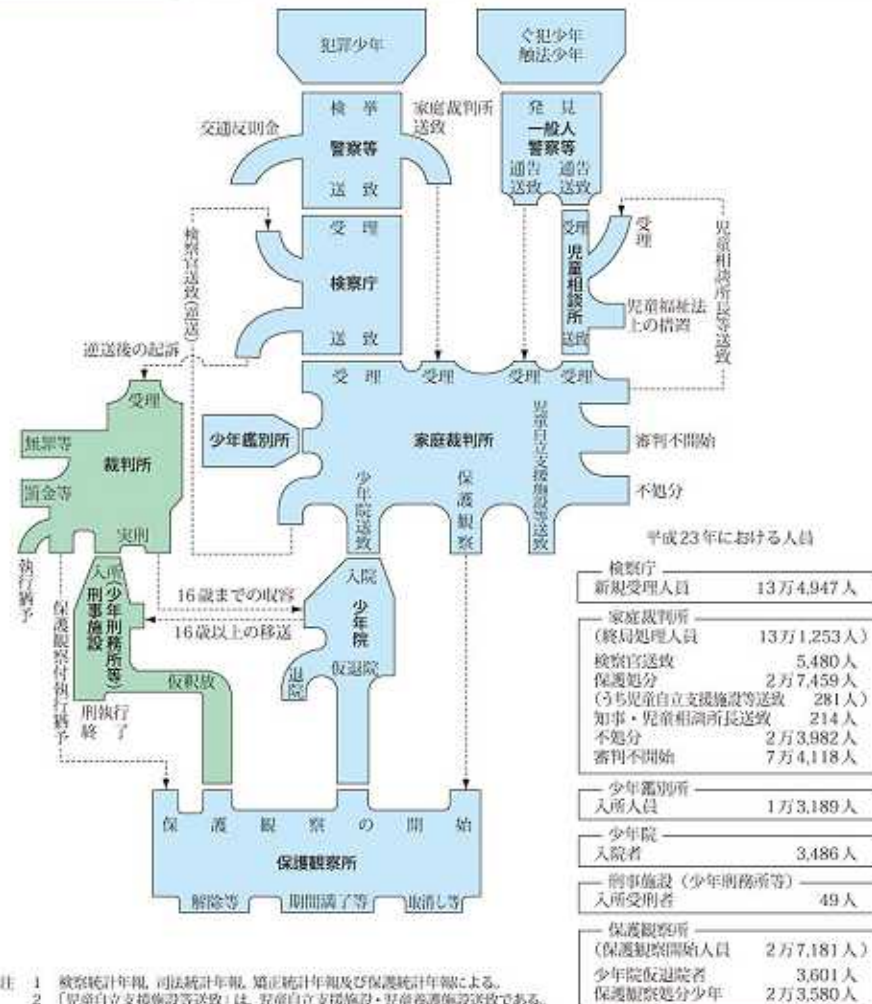 犯罪少年
ぐ犯少年
触法少年
検挙
警察等
送致
交通反則金
家庭裁判所
送致
発見
一般人
警察等
通告 通告
送致 送致
検察官送致(逆送)
受理
検察庁
送致
受理
児童相談所
送致
受理
児童福祉法
上の措置
児童相談所長等送致
逆送後の起訴
受理
裁判所
無罪等
罰金等
実刑
執行猶予
少年鑑別所
受理 受理 受理 受理
家庭裁判所
少年院送致
保護観察
児童自立支援施設等送致
審判不開始
不処分
入所
刑事施設
(少年刑務所等)
仮釈放
刑執行
終了
保護観察付執行猶予
16歳までの収容
16歳以上の移送
入院
少年院
仮退院
退院
保護観察の開始
保護観察所
解除等 期間満了等 取消し等
平成23年における人員
検察庁
新規受理人員 13万4,947人
家庭裁判所
(終局処理人員 13万1,253人)
検察官送致 5,480人
保護処分 2万7,459人
(うち児童自立支援施設等送致 281人)
知事・児童相談所長送致 214人
不処分 2万3,982人
審判不開始 7万4,118人
少年鑑別所
入所人員 1万3,189人
少年院
入院者 3,486人
刑事施設(少年刑務所等)
入所受刑者 49人
保護観察所
(保護観察開始人員 2万7,181人)
少年院仮退院者 3,601人
保護観察処分少年 2万3,580人
注 1 検察統計年報、司法統計年報、矯正統計年報及び保護統計年報による。
2 「児童自立支援施設等送致」は、児童自立支援施設・児童養護施設送致である。